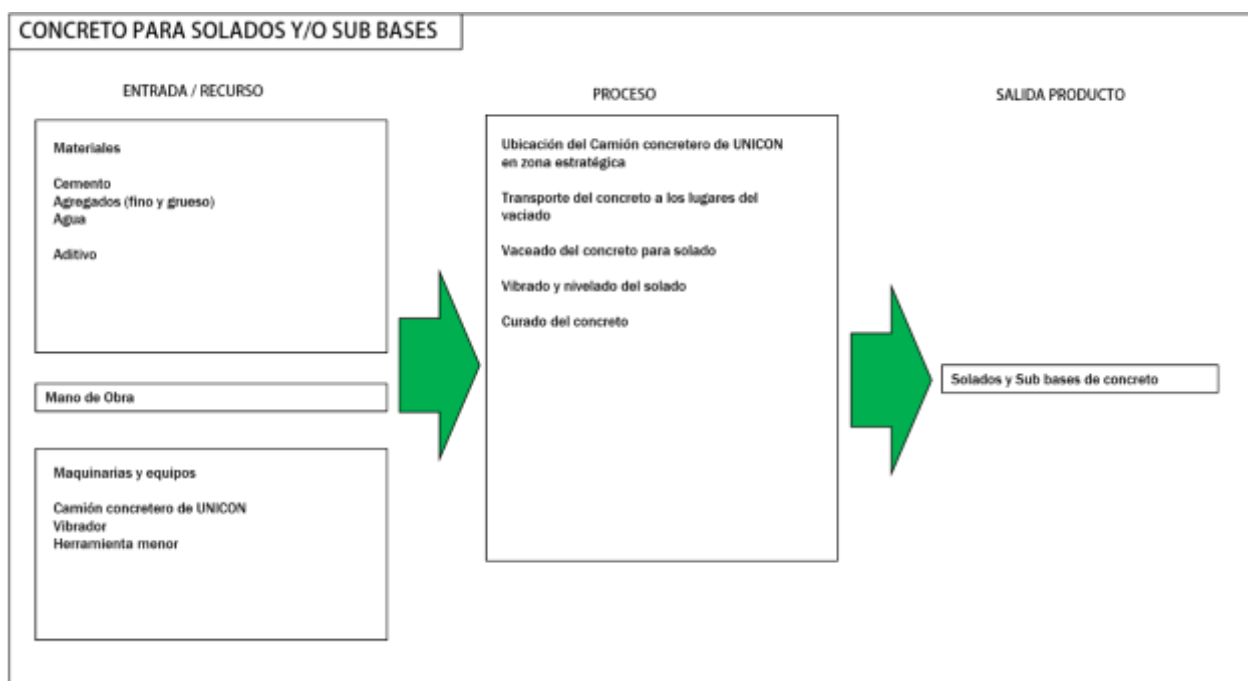 CONCRETO PARA SOLADOS Y/O SUB BASES
ENTRADA / RECURSO
Materiales
Cemento
Agregados (fino y grueso)
Agua
Aditivo
Mano de Obra
Maquinarias y equipos
Camión concretero de UNICON
Vibrador
Herramienta menor
PROCESO
Ubicación del Camión concretero de UNICON
en zona estratégica
Transporte del concreto a los lugares del
vaciado
Vaceado del concreto para solado
Vibrado y nivelado del solado
Curado del concreto
SALIDA PRODUCTO
Solados y Sub bases de concreto